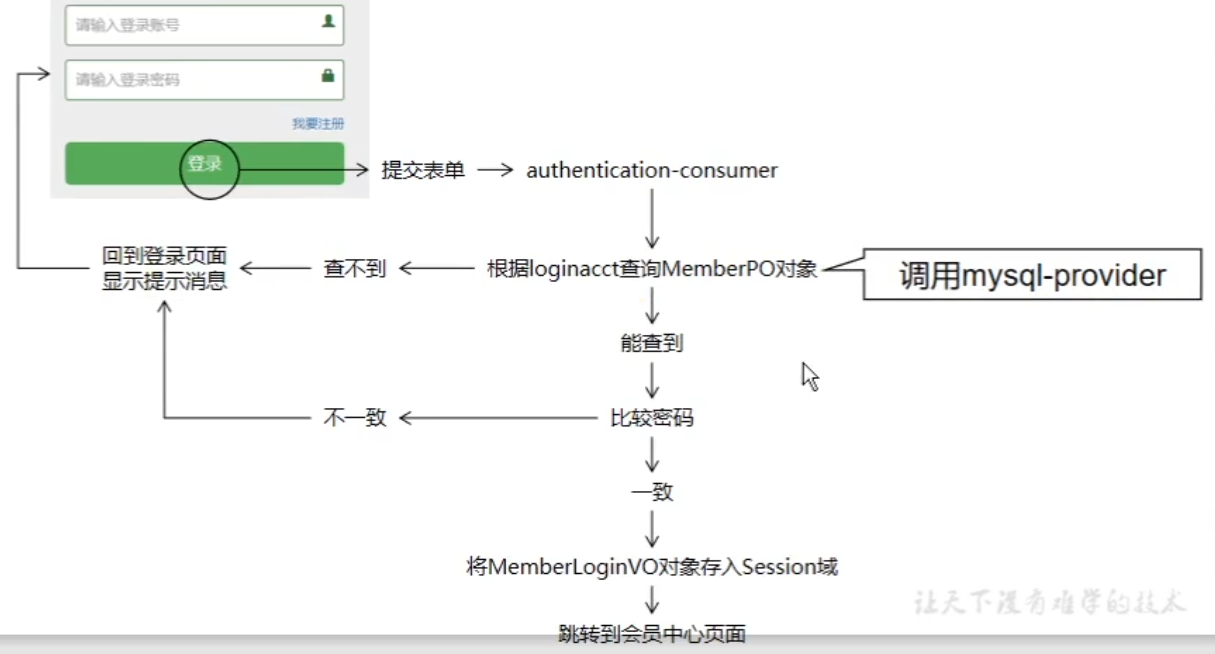 请输入登录账号
请输入登录密码
我要注册
登录
提交表单
authentication-consumer
回到登录页面
显示提示消息
查不到
根据loginacct查询MemberPO对象
调用mysql-provider
能查到
不一致
比较密码
一致
将MemberLoginVO对象存入Session域
让天下没有难学的技术
跳转到会员中心页面